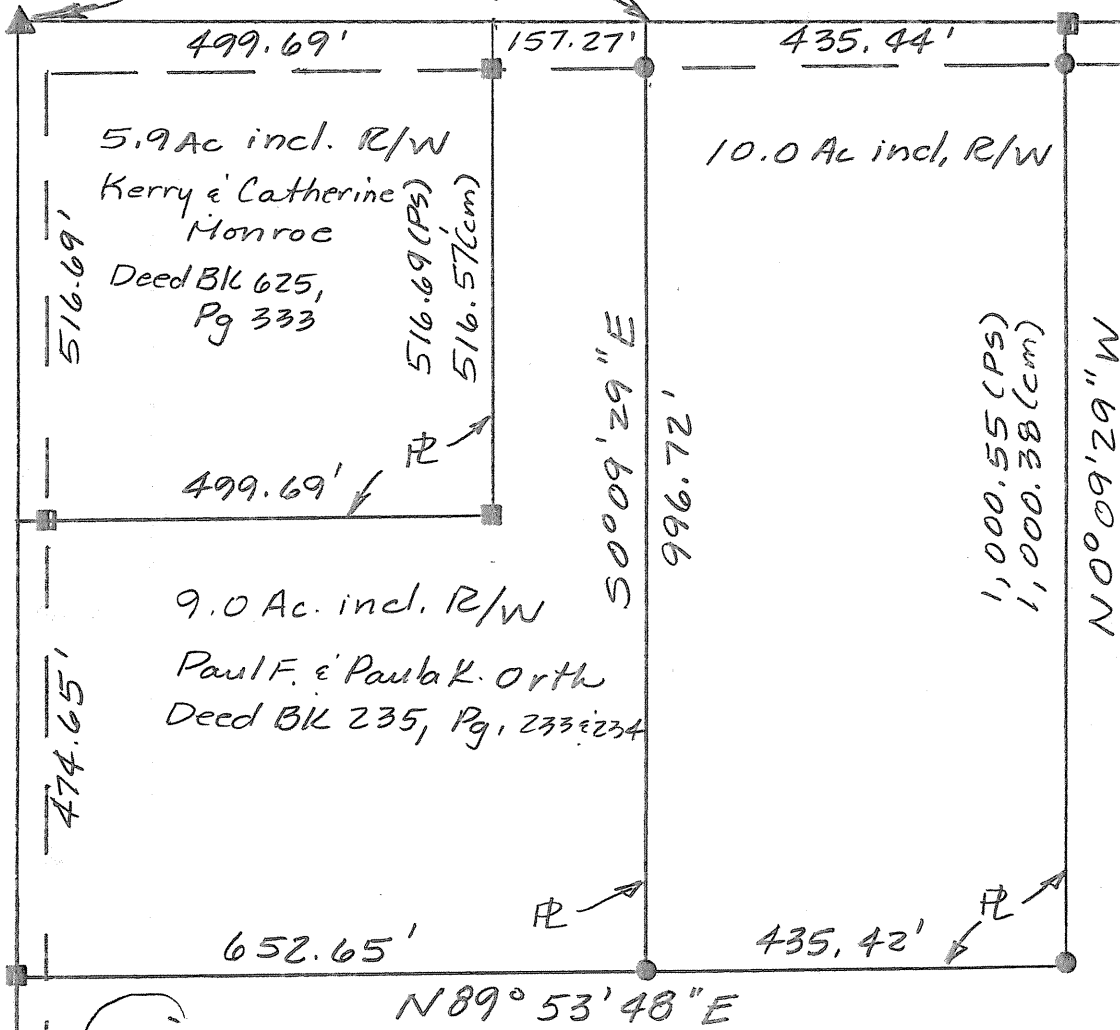 499.69'
157.27'
435.44'
5.9 Ac incl. R/W
Kerry & Catherine
Monroe
Deed BK 625,
Pg 333
516.69'
516.69 (PS)
516.57' (cm)
10.0 Ac incl. R/W
S0°09'29"E
996.72'
1,000.55 (PS)
1,000.38 (cm)
N0°09'29"W
PL
499.69'
9.0 Ac. incl. R/W
Paul F. & Paula K. Orth
Deed BK 235, Pg. 233 & 234
474.65'
PL
PL
652.65'
435.42'
N89°53'48"E